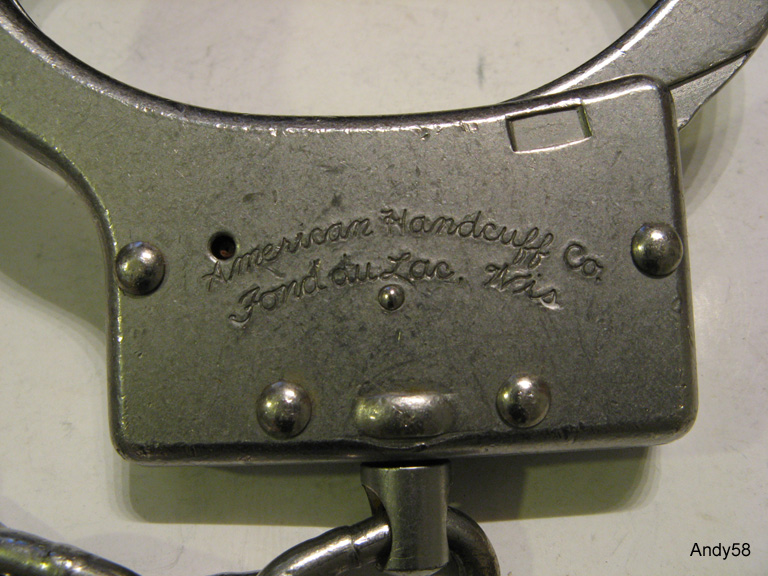 American Handcuff Co.
Fond du Lac. Wis
Andy58